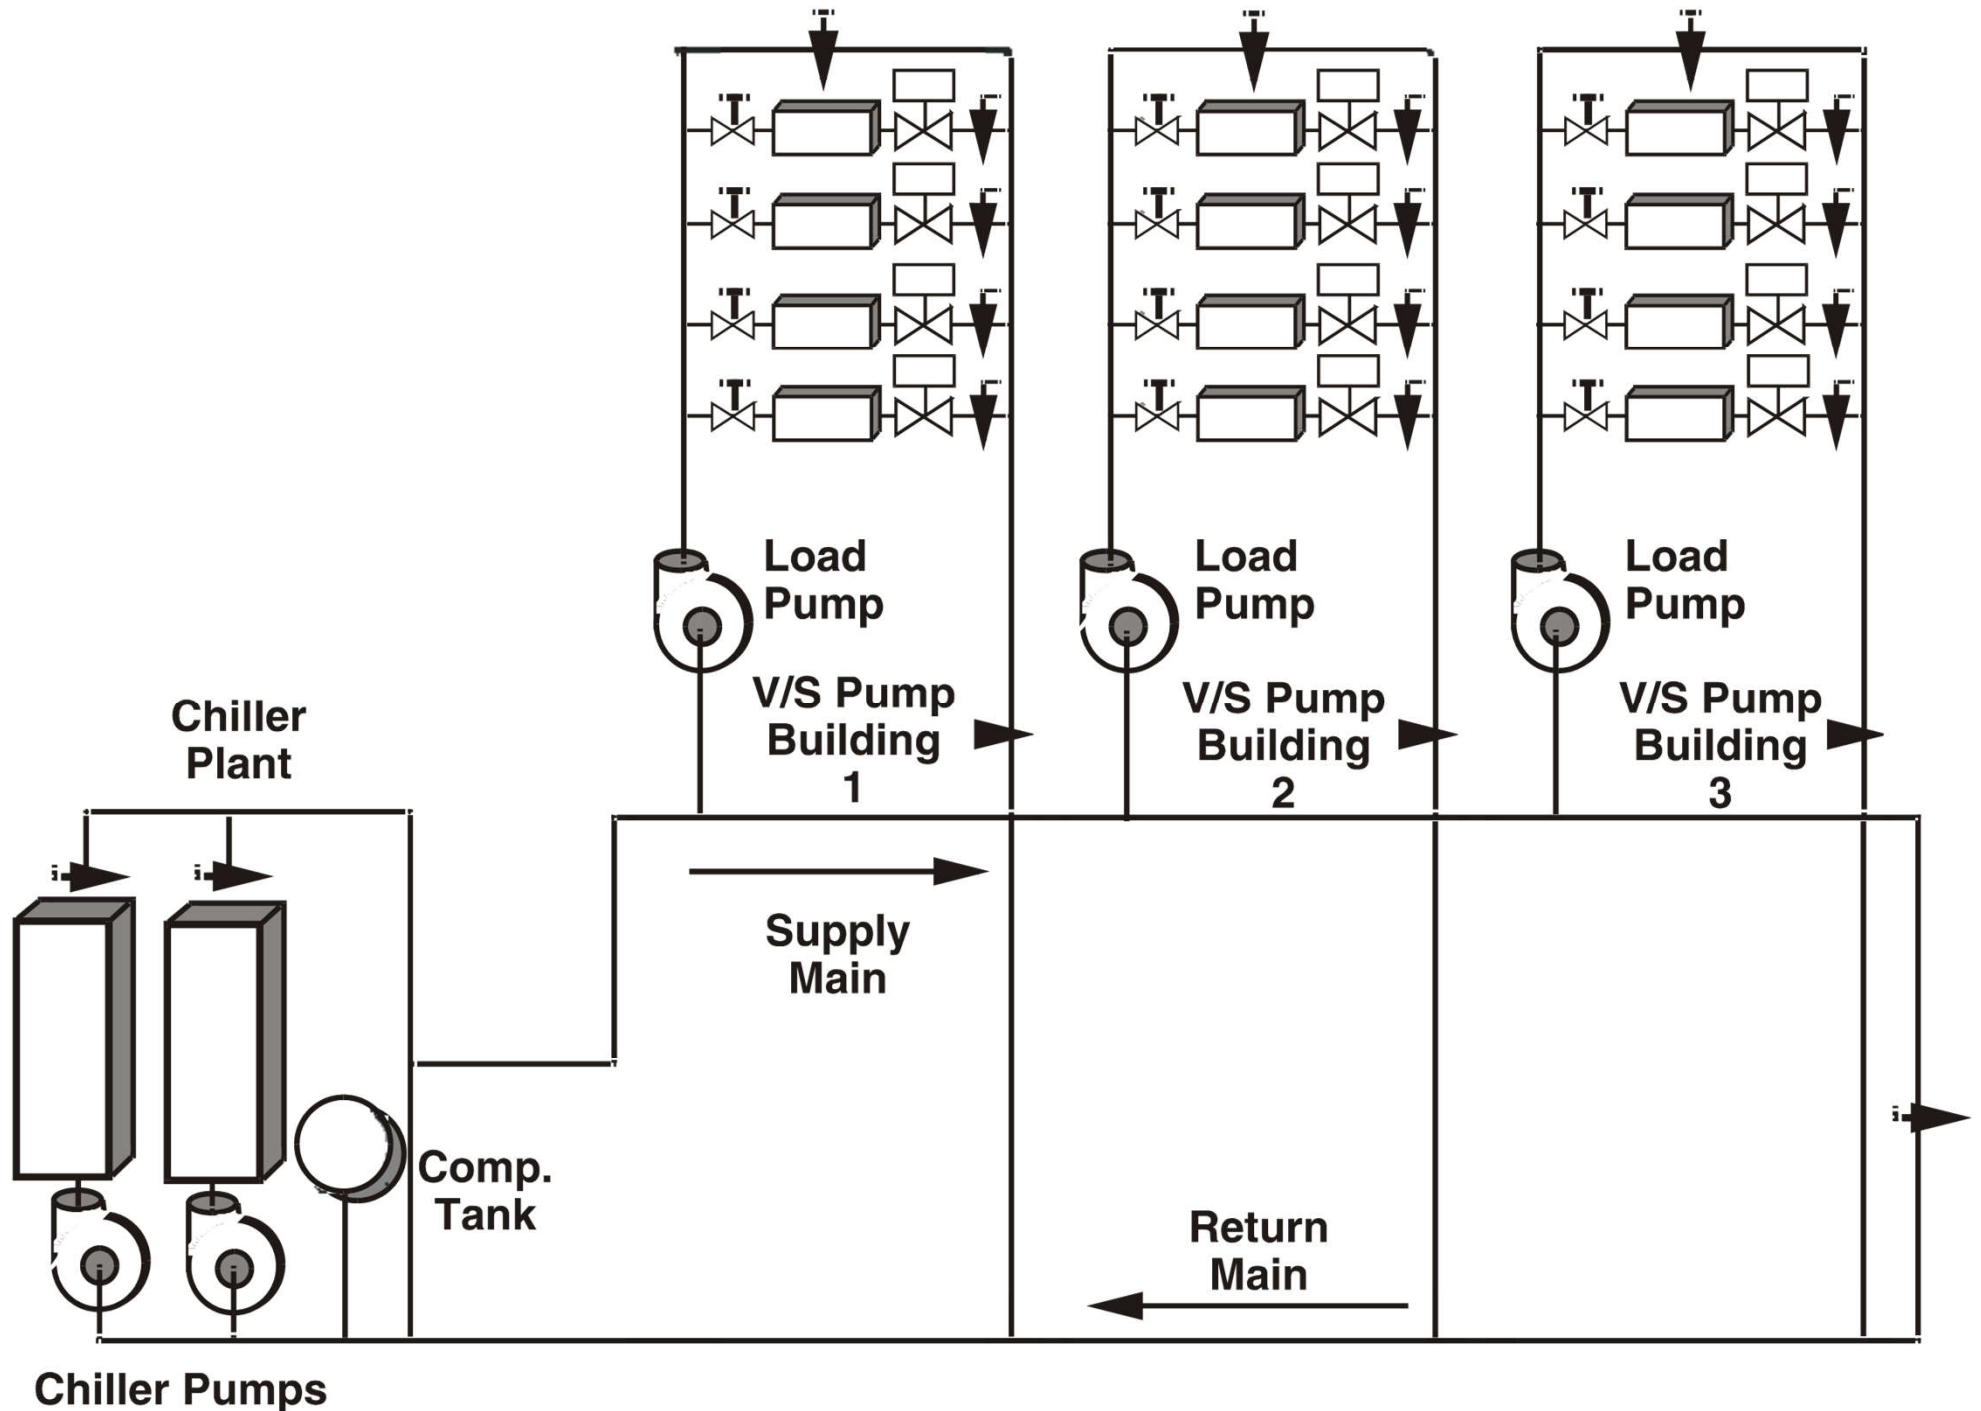 Load
Pump
V/S Pump
Building
1
Load
Pump
V/S Pump
Building
2
Load
Pump
V/S Pump
Building
3
Chiller
Plant
Supply
Main
Comp.
Tank
Return
Main
Chiller Pumps